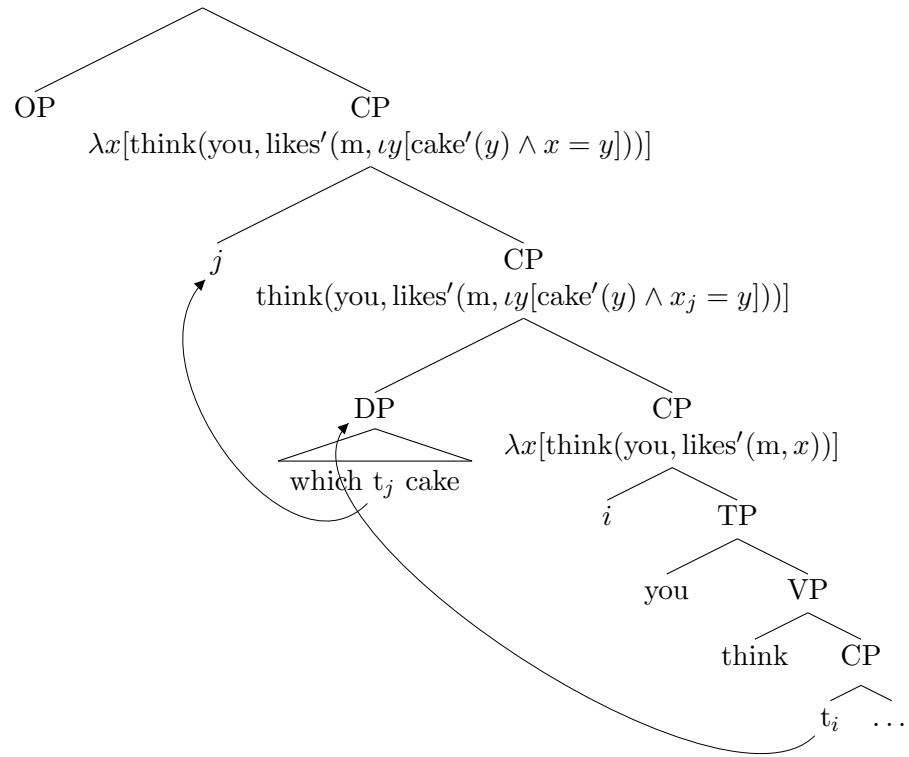 OP CP
λx[think(you, likes′(m, ιy[cake′(y) ∧ x = y]))]
j CP
think(you, likes′(m, ιy[cake′(y) ∧ x_j = y]))]
DP CP
λx[think(you, likes′(m, x))]
which t_j cake
i TP
you VP
think CP
t_i ...